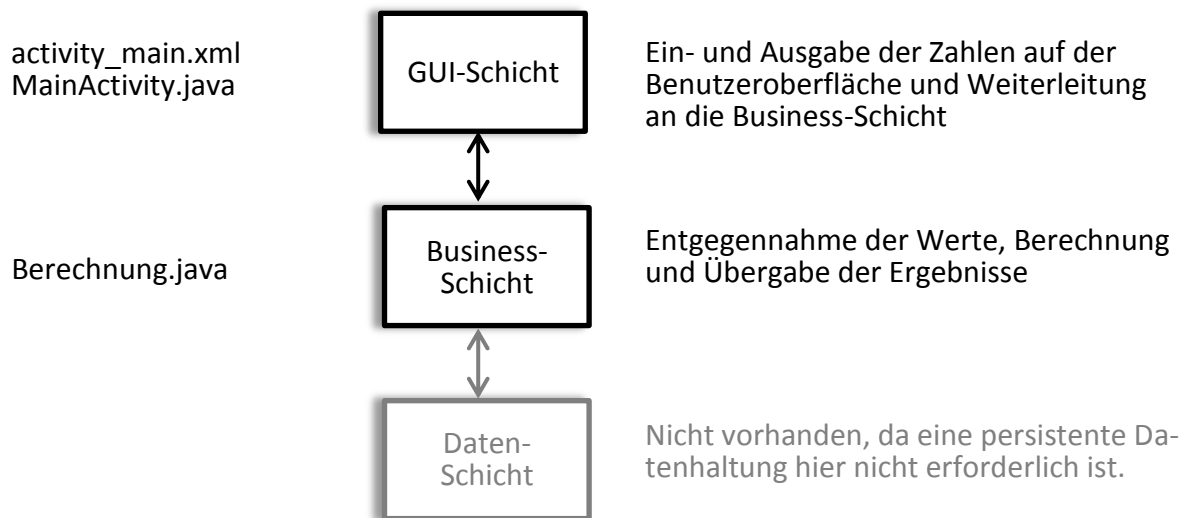 activity_main.xml
MainActivity.java
GUI-Schicht
Ein- und Ausgabe der Zahlen auf der
Benutzeroberfläche und Weiterleitung
an die Business-Schicht
Berechnung.java
Business-
Schicht
Entgegennahme der Werte, Berechnung
und Übergabe der Ergebnisse
Daten-
Schicht
Nicht vorhanden, da eine persistente Da-
tenhaltung hier nicht erforderlich ist.